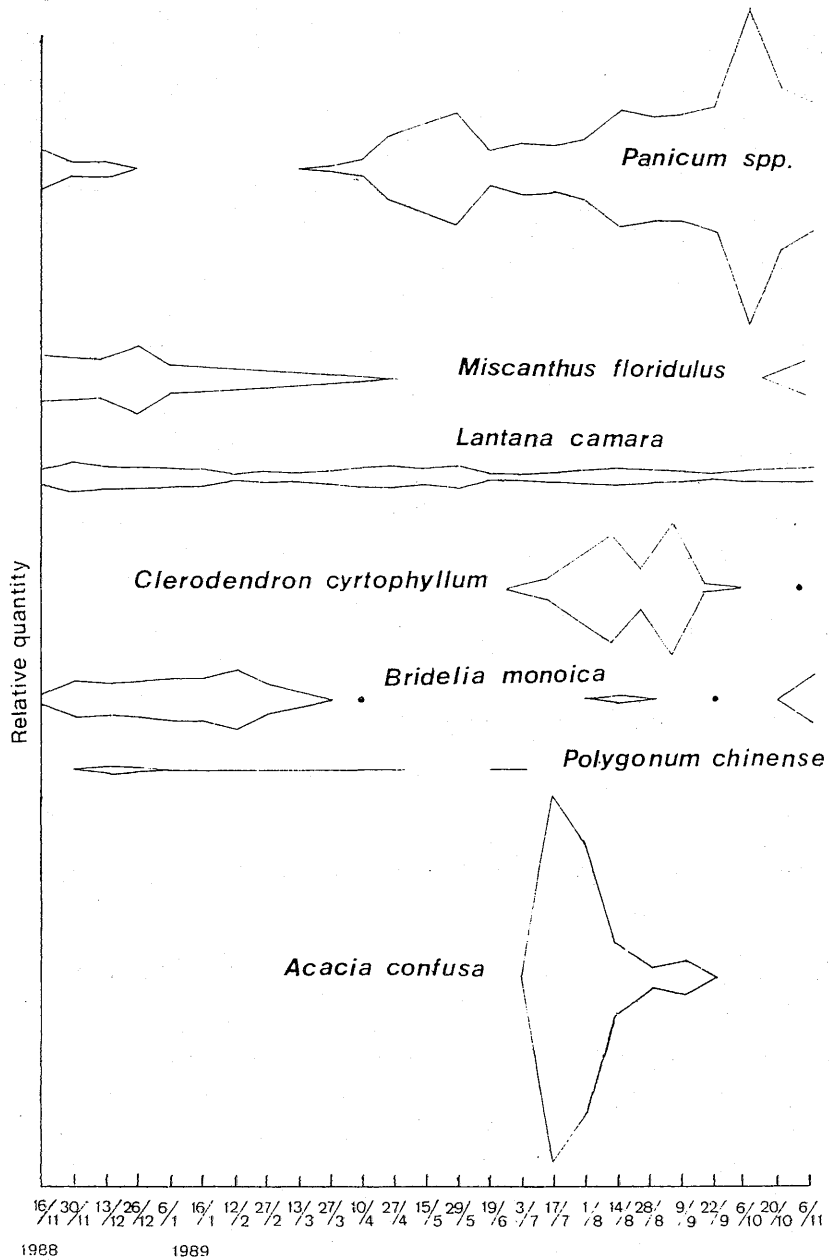 Panicum spp.
Miscanthus floridulus
Lantana camara
Clerodendron cyrtophyllum
Bridelia monoica
Polygonum chinense
Acacia confusa
Relative quantity
16/11 30/11 13/12 26/12 6/1 16/1 12/2 27/2 13/3 27/3 10/4 27/4 15/5 29/5 19/6 3/7 17/7 1/8 14/8 28/8 9/9 22/9 6/10 20/10 6/11
1988 1989